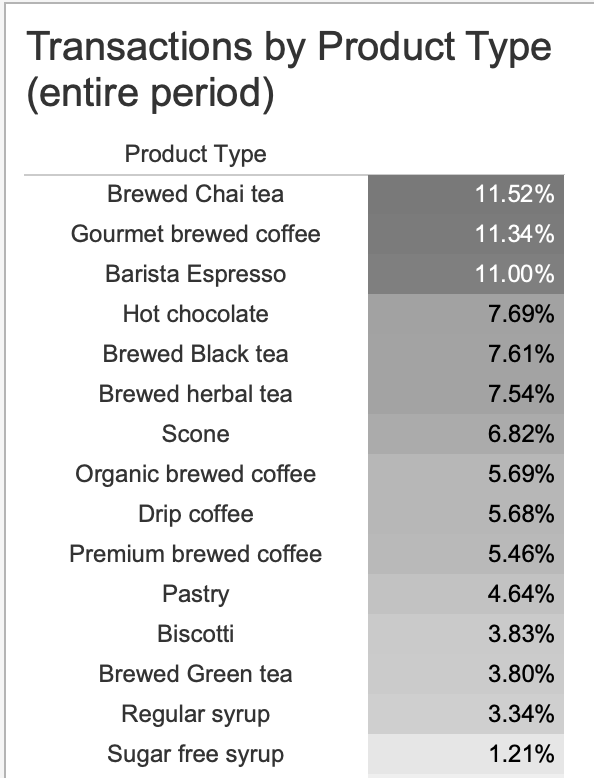 Transactions by Product Type
(entire period)
Product Type
Brewed Chai tea 11.52%
Gourmet brewed coffee 11.34%
Barista Espresso 11.00%
Hot chocolate 7.69%
Brewed Black tea 7.61%
Brewed herbal tea 7.54%
Scone 6.82%
Organic brewed coffee 5.69%
Drip coffee 5.68%
Premium brewed coffee 5.46%
Pastry 4.64%
Biscotti 3.83%
Brewed Green tea 3.80%
Regular syrup 3.34%
Sugar free syrup 1.21%